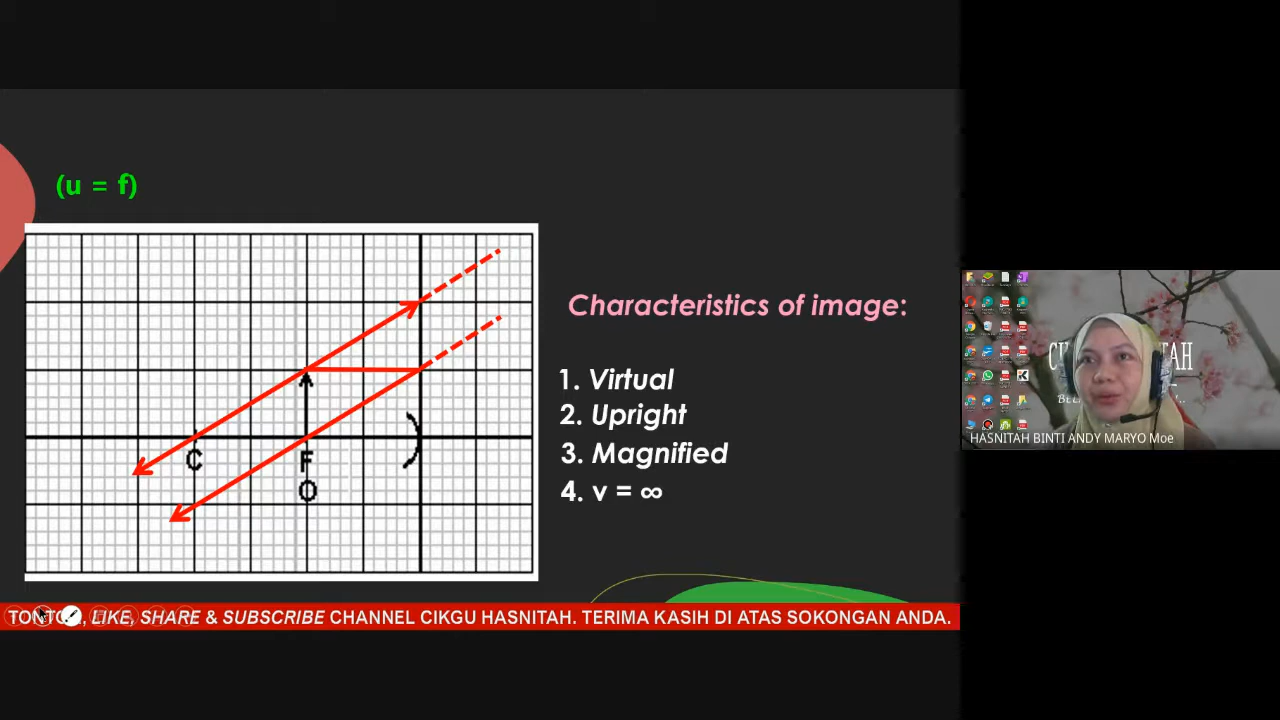 (u = f)
C
F
O
Characteristics of image:
1. Virtual
2. Upright
3. Magnified
4. v = ∞
HASNITAH BINTI ANDY MARYO Moe
LIKE, SHARE & SUBSCRIBE CHANNEL CIKGU HASNITAH. TERIMA KASIH DI ATAS SOKONGAN ANDA.